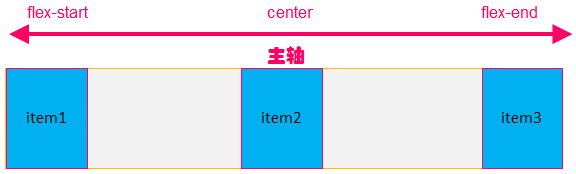 flex-start center flex-end
主轴
item1 item2 item3